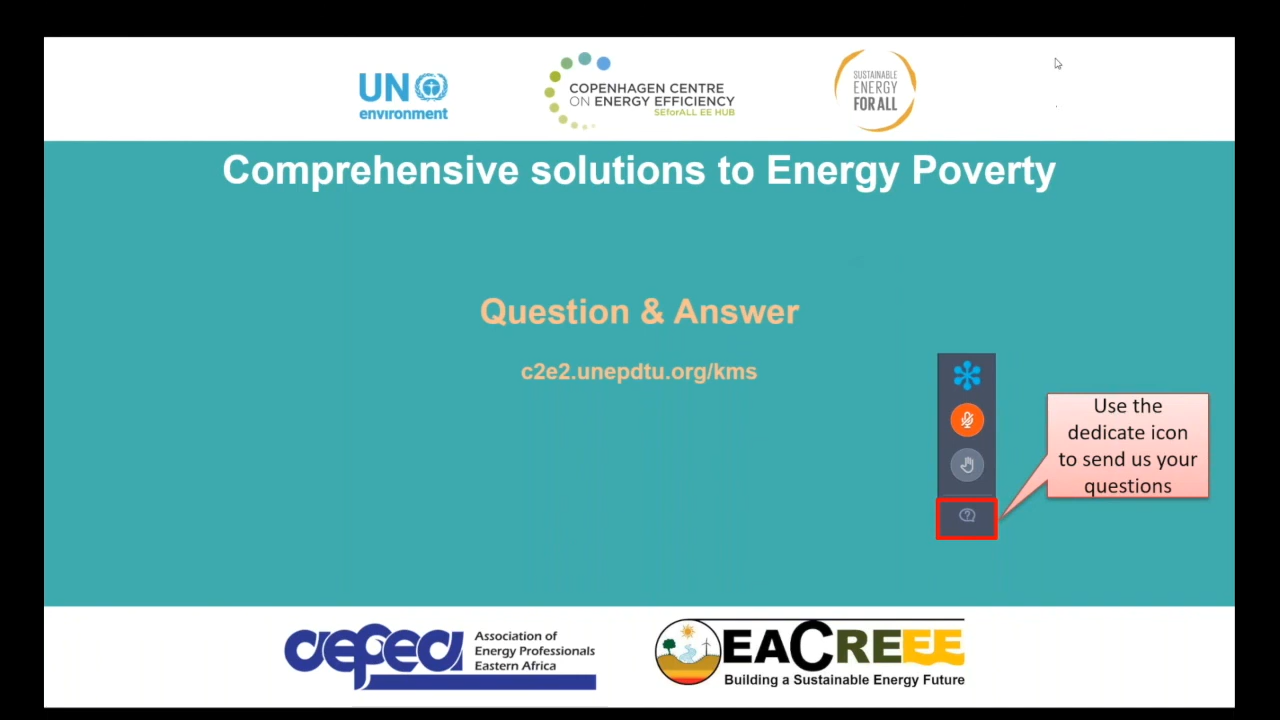 UN
environment
COPENHAGEN CENTRE
ON ENERGY EFFICIENCY
SEforALL EE HUB
SUSTAINABLE
ENERGY
FOR ALL
Comprehensive solutions to Energy Poverty
Question & Answer
c2e2.unepdtu.org/kms
Use the
dedicate icon
to send us your
questions
aepea
Association of
Energy Professionals
Eastern Africa
EACREEE
Building a Sustainable Energy Future